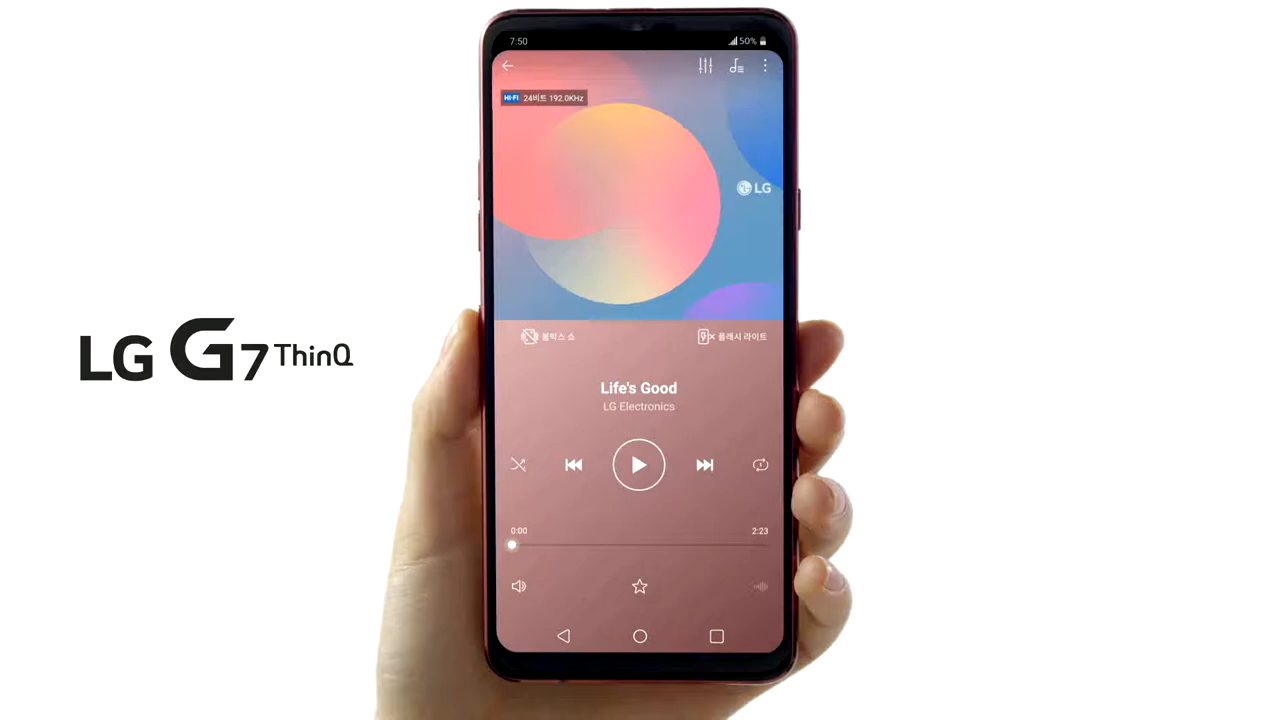 7:50
50%
HI-FI 24비트 192.0KHz
LG
붐박스 쇼
플래시 라이트
LG G7 ThinQ
Life's Good
LG Electronics
0:00
2:23